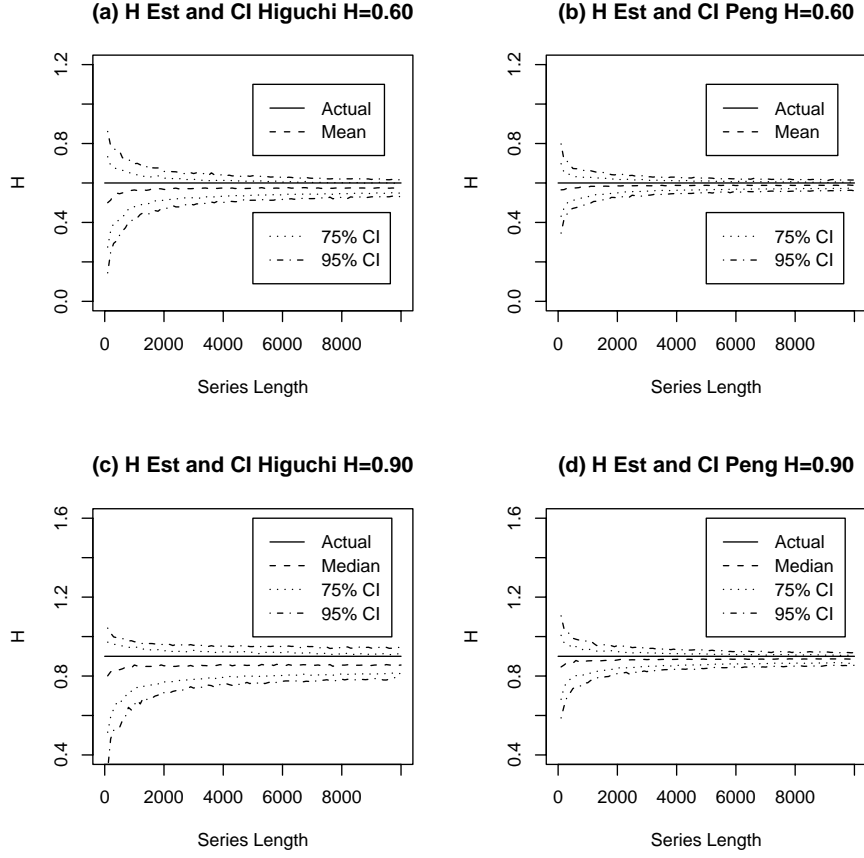 (a) H Est and CI Higuchi H=0.60
H
1.2
0.8
0.4
0.0
Actual
Mean
75% CI
95% CI
0 2000 4000 6000 8000
Series Length
(b) H Est and CI Peng H=0.60
H
1.2
0.8
0.4
0.0
Actual
Mean
75% CI
95% CI
0 2000 4000 6000 8000
Series Length
(c) H Est and CI Higuchi H=0.90
H
1.6
1.2
0.8
0.4
Actual
Median
75% CI
95% CI
0 2000 4000 6000 8000
Series Length
(d) H Est and CI Peng H=0.90
H
1.6
1.2
0.8
0.4
Actual
Median
75% CI
95% CI
0 2000 4000 6000 8000
Series Length